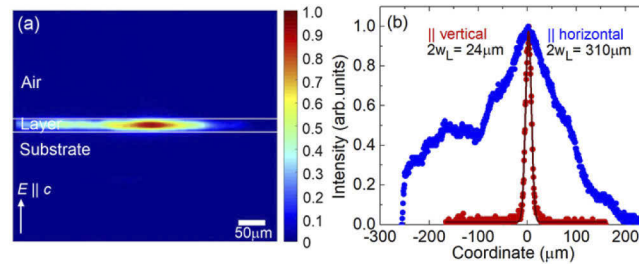 (a)
Air
Layer
Substrate
E || c
50µm
1.0
0.9
0.8
0.7
0.6
0.5
0.4
0.3
0.2
0.1
0
(b)
|| vertical || horizontal
2wL= 24µm 2wL= 310µm
Intensity (arb.units)
1.0
0.8
0.6
0.4
0.2
0.0
-300 -200 -100 0 100 200
Coordinate (µm)